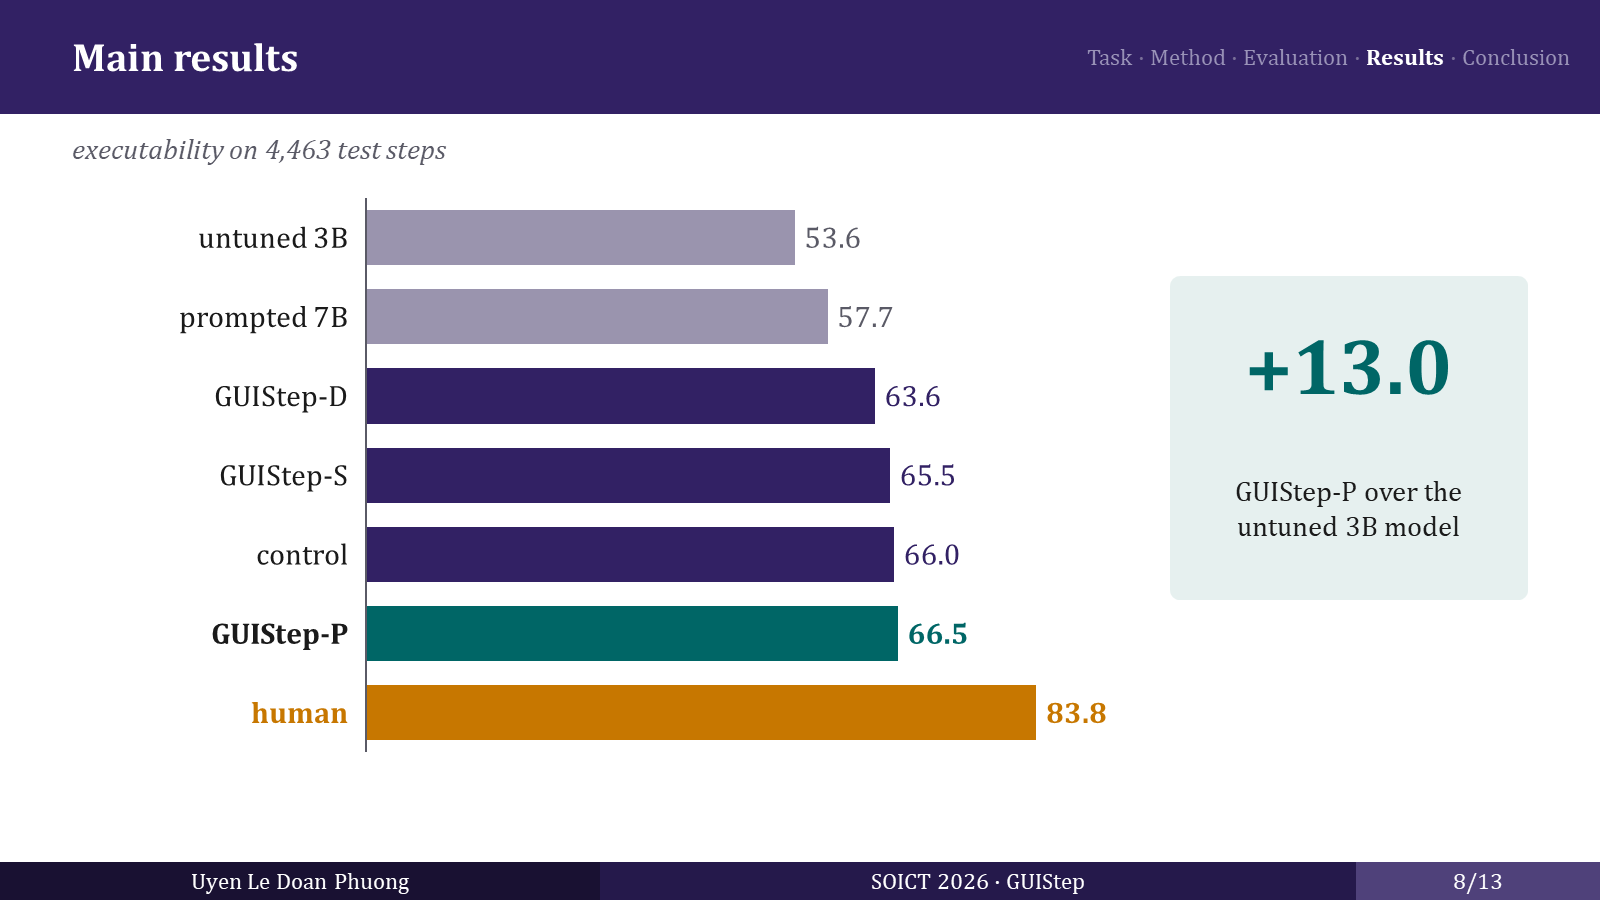 Main results
Task · Method · Evaluation · Results · Conclusion
executability on 4,463 test steps
untuned 3B 53.6
prompted 7B 57.7
GUIStep-D 63.6
GUIStep-S 65.5
control 66.0
GUIStep-P 66.5
human 83.8
+13.0
GUIStep-P over the
untuned 3B model
Uyen Le Doan Phuong
SOICT 2026 · GUIStep
8/13